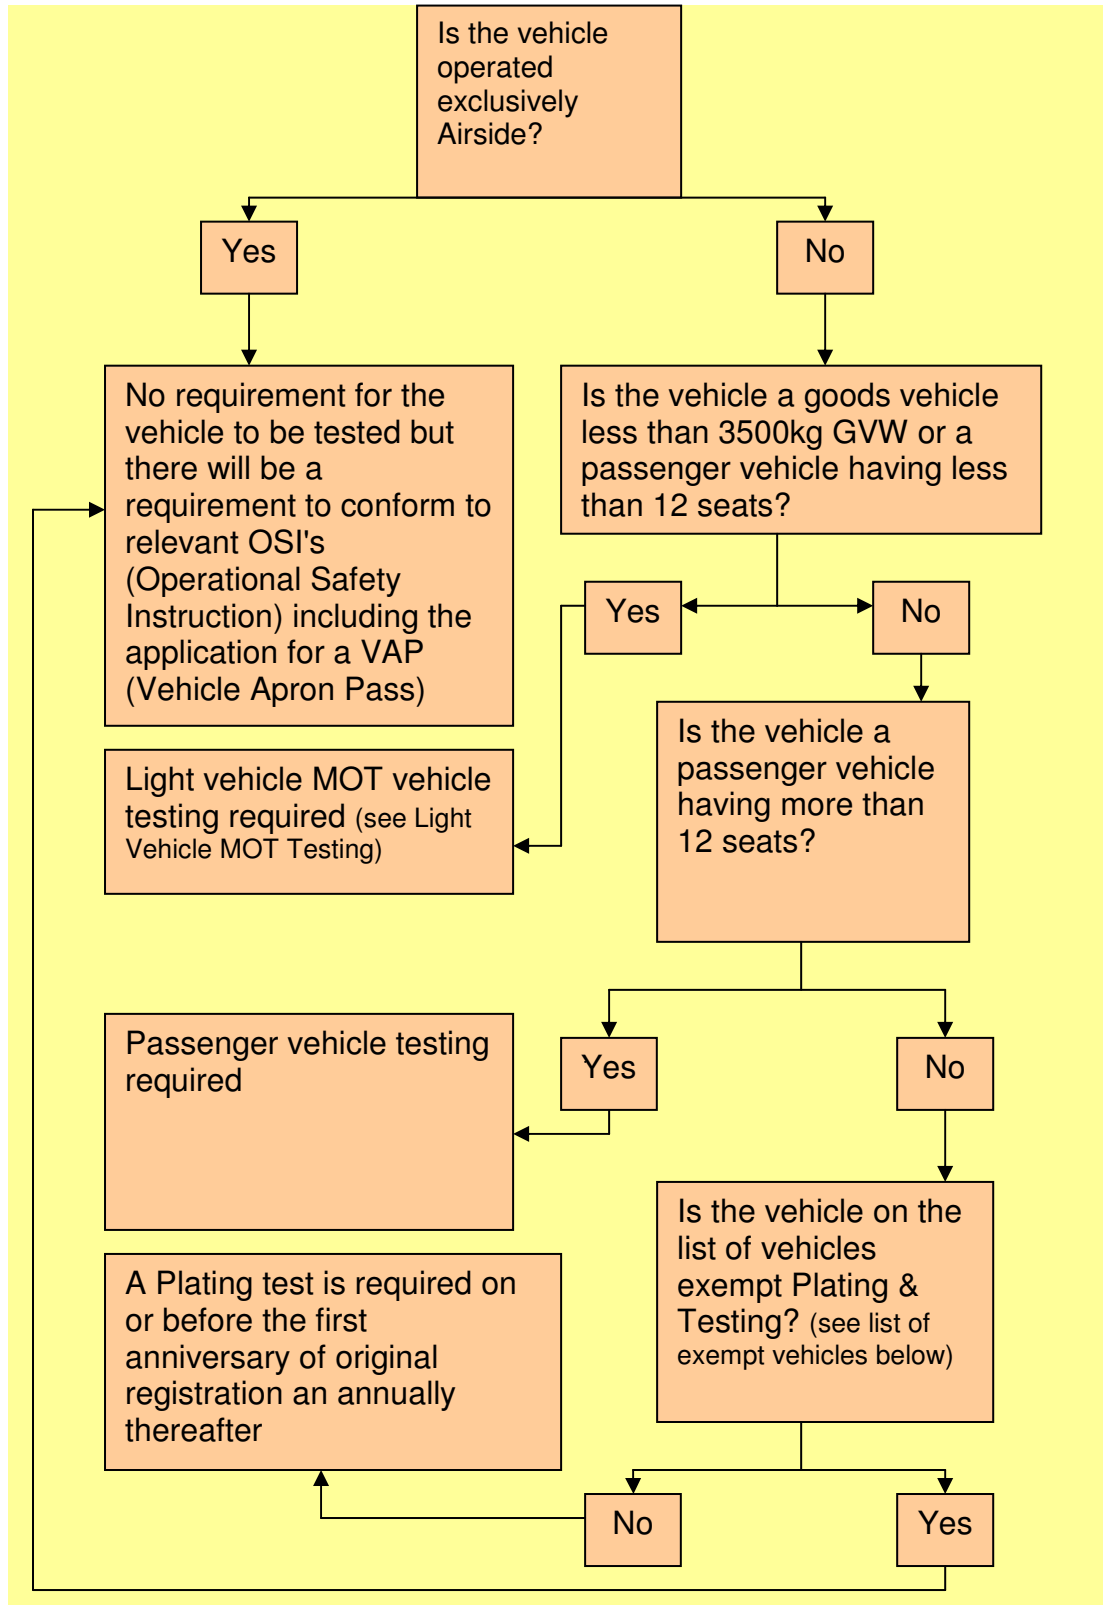 Is the vehicle
operated
exclusively
Airside?
Yes
No
No requirement for the
vehicle to be tested but
there will be a
requirement to conform to
relevant OSI's
(Operational Safety
Instruction) including the
application for a VAP
(Vehicle Apron Pass)
Is the vehicle a goods vehicle
less than 3500kg GVW or a
passenger vehicle having less
than 12 seats?
Yes
No
Light vehicle MOT vehicle
testing required (see Light
Vehicle MOT Testing)
Is the vehicle a
passenger vehicle
having more than
12 seats?
Yes
No
Passenger vehicle testing
required
Is the vehicle on the
list of vehicles
exempt Plating &
Testing? (see list of
exempt vehicles below)
A Plating test is required on
or before the first
anniversary of original
registration an annually
thereafter
No
Yes